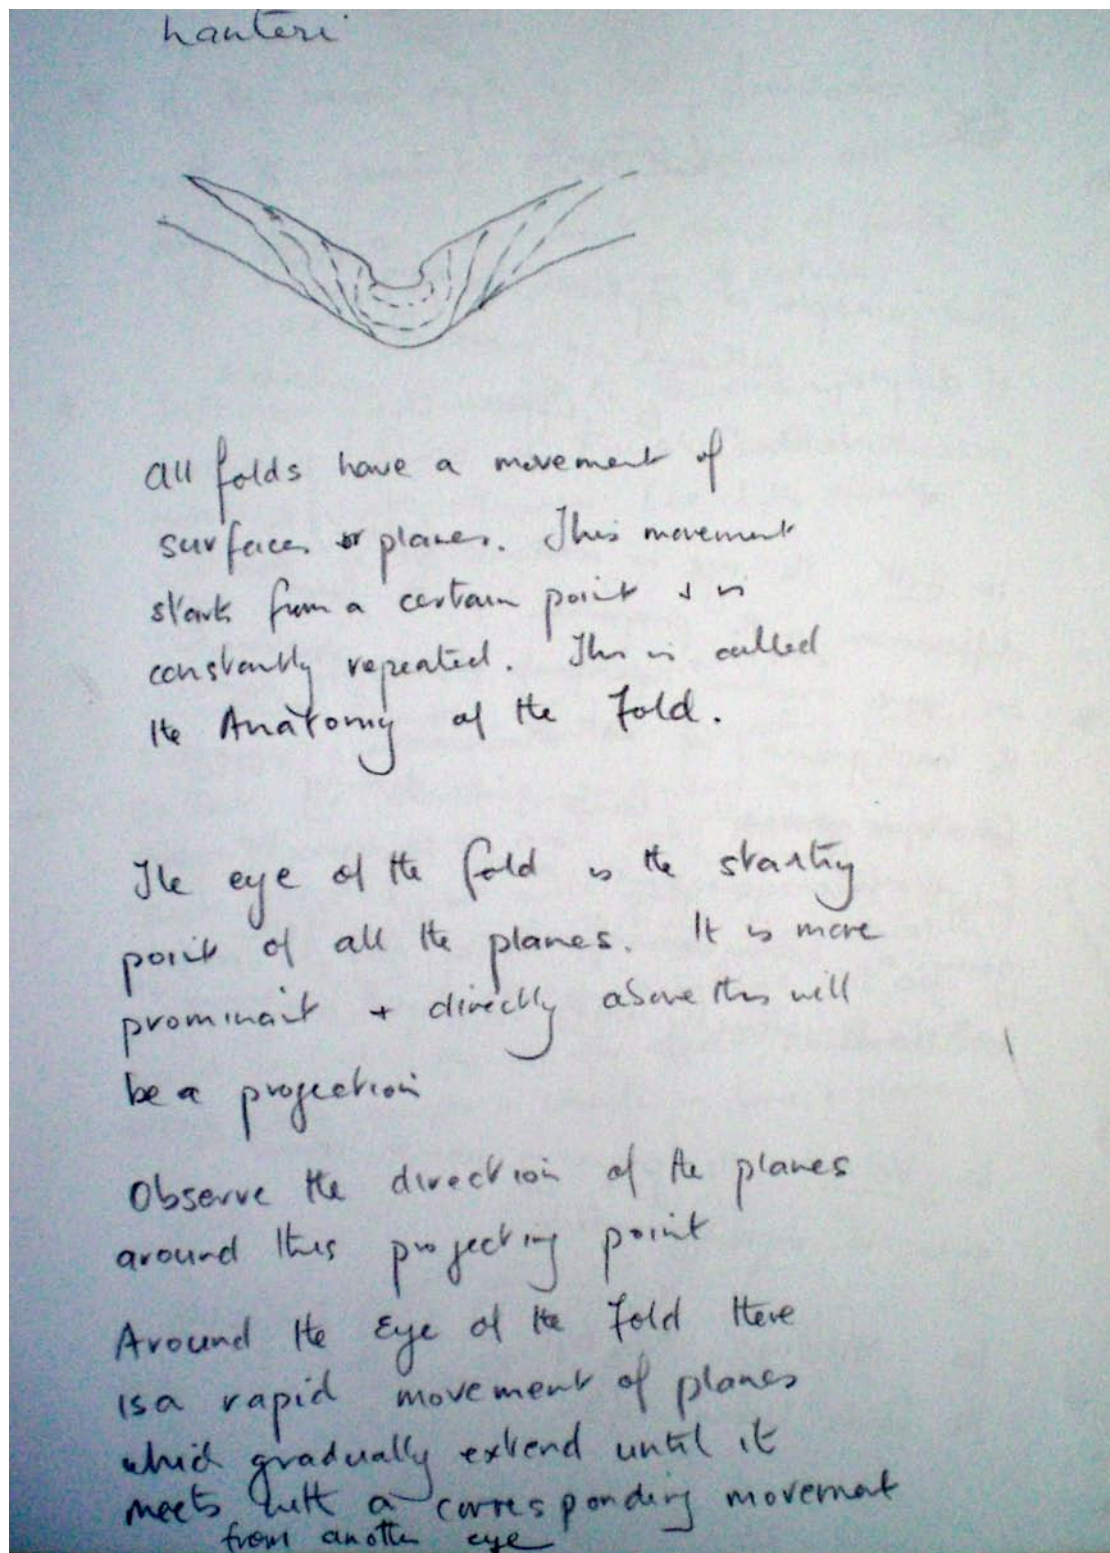 Lanteri
All folds have a movement of
surfaces or planes. This movement
starts from a certain point & is
constantly repeated. This is called
the Anatomy of the Fold.
The eye of the fold is the starting
point of all the planes. It is more
prominait + directly above this will
be a projection
Observe the direction of the planes
around this projecting point
Around the Eye of the Fold there
is a rapid movement of planes
which gradually extend until it
meets with a corresponding movement
from another eye